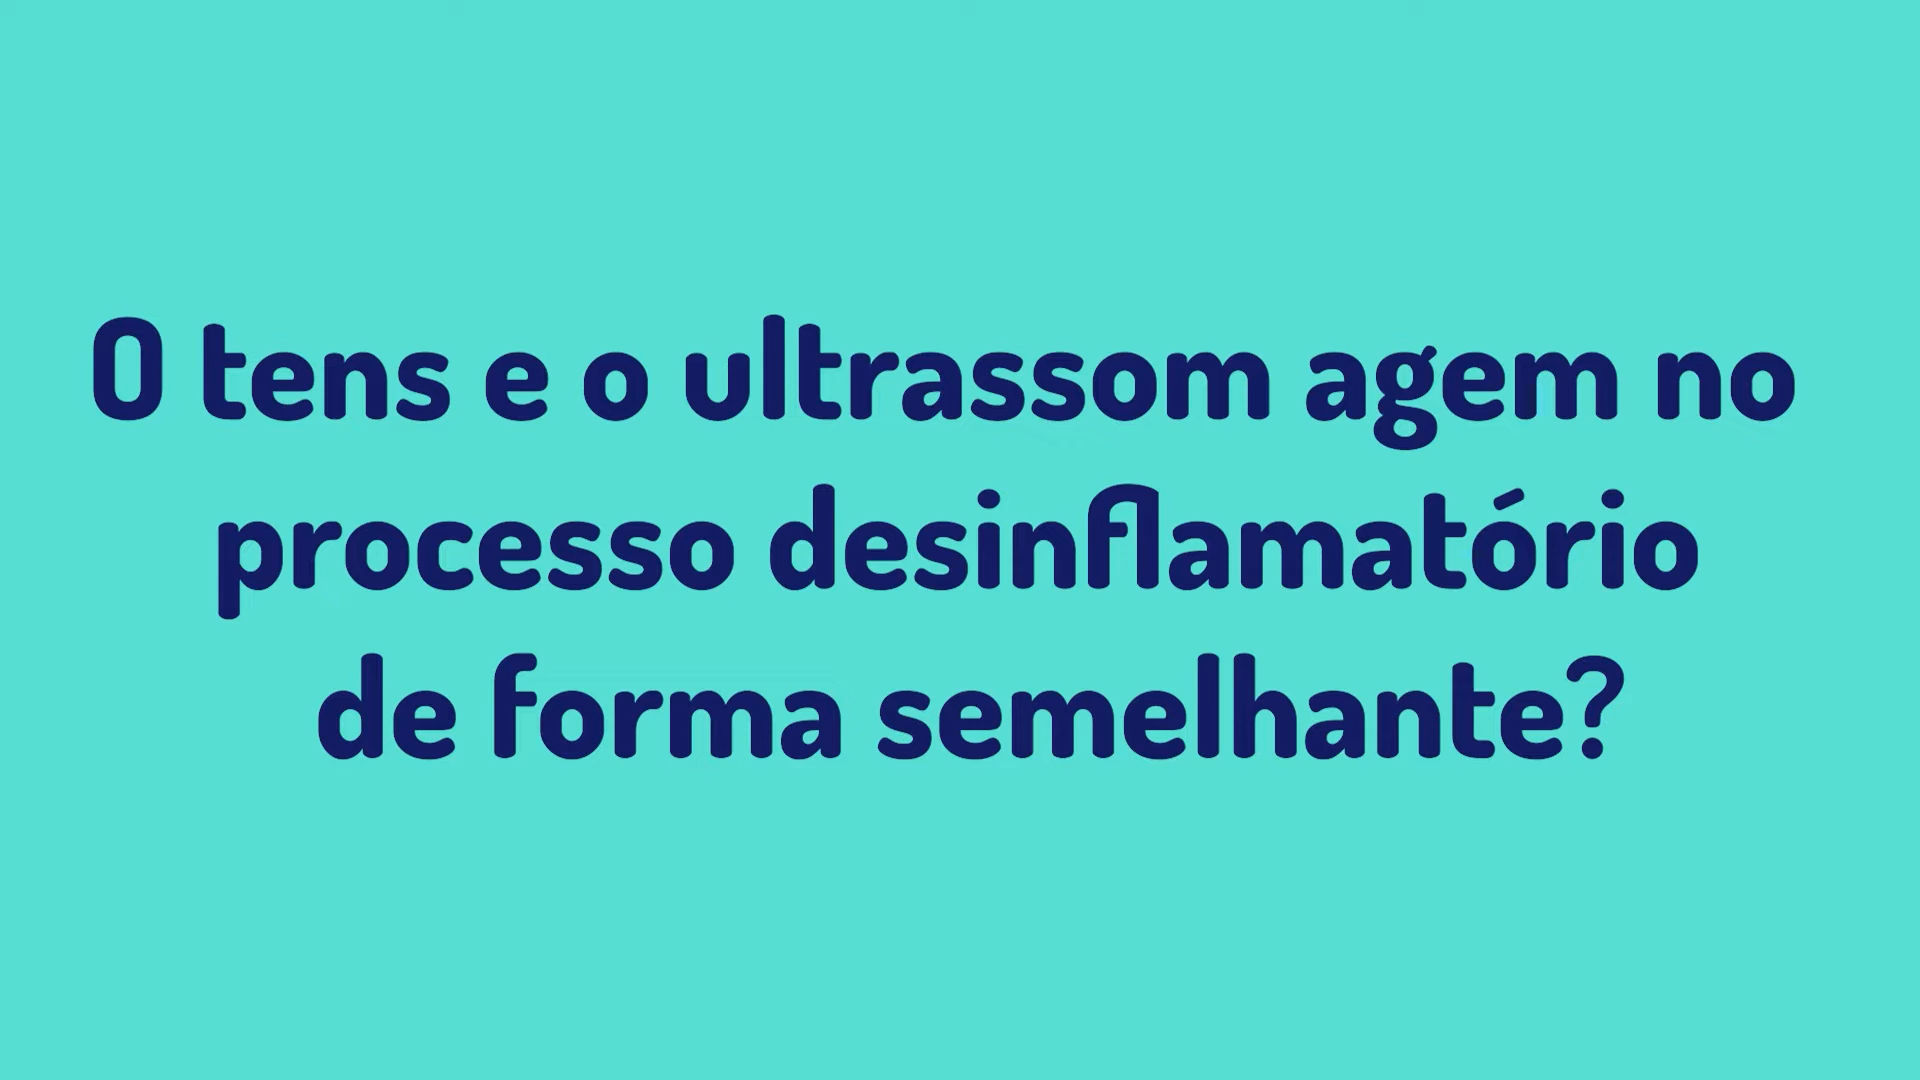 O tens e o ultrassom agem no
processo desinflamatório
de forma semelhante?